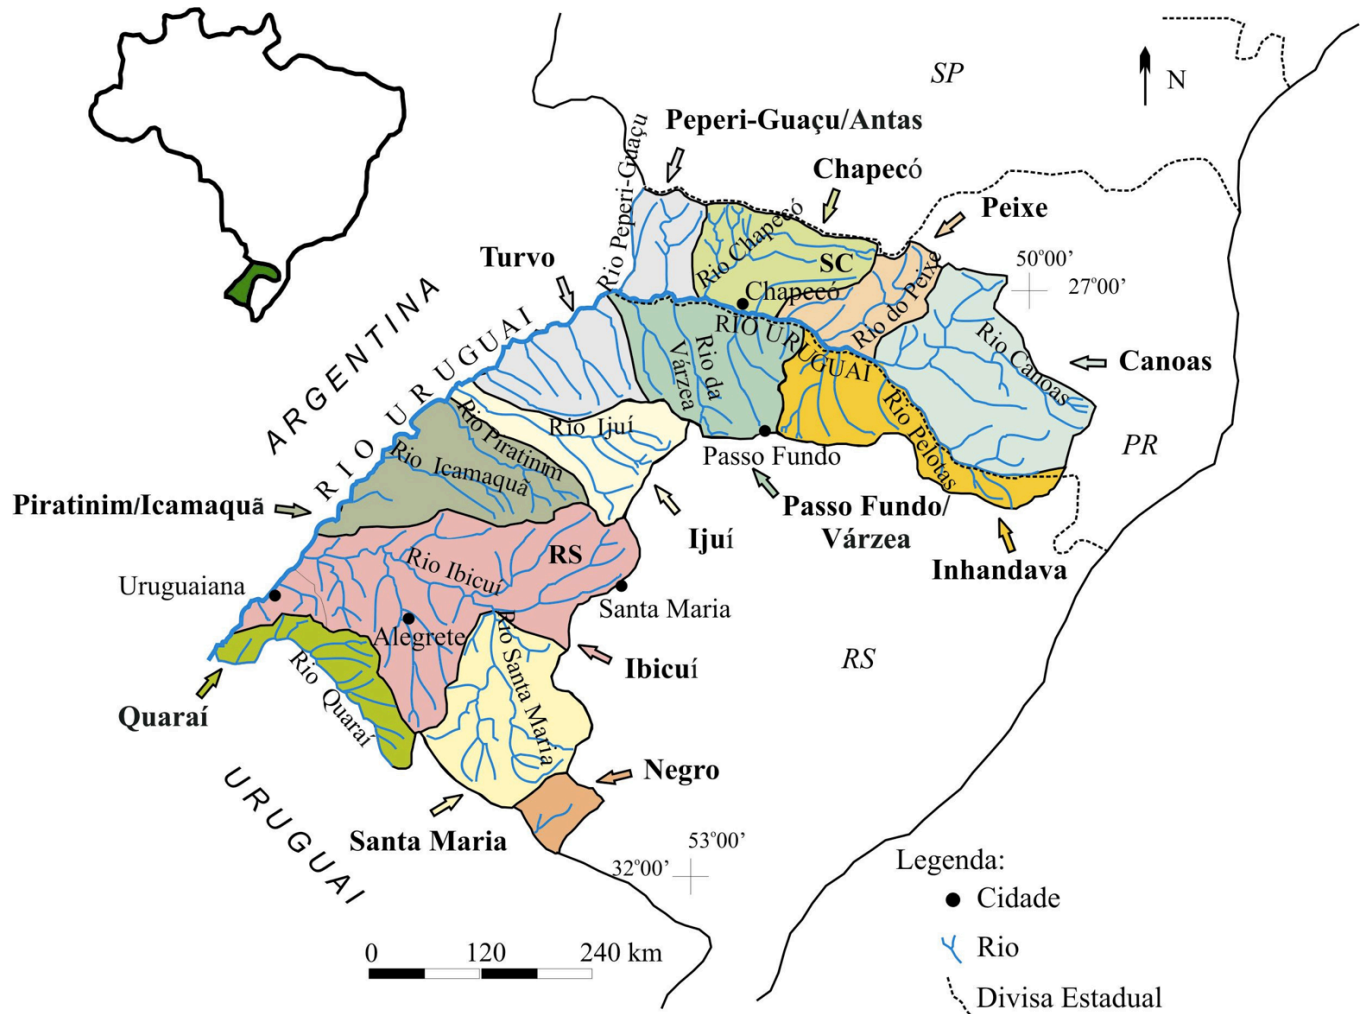 SP
N
Peperi-Guaçu/Antas
Chapecó
Peixe
Turvo
Rio Peperi-Guaçu
Rio Chapecó
SC
Chapecó
Rio do Peixe
50°00’
27°00’
ARGENTINA
RIO URUGUAI
RIO URUGUAI
Rio da
Várzea
Rio Canoas
Canoas
Rio Ijuí
Rio Piratinim
Rio Icamaquã
Rio Pelotas
PR
Passo Fundo
Piratinim/Icamaquã
Ijuí
Passo Fundo/
Várzea
Inhandava
RS
Rio Ibicuí
Uruguaiana
Santa Maria
Alegrete
Rio Santa Maria
Ibicuí
RS
Quaraí
Rio Quaraí
Negro
URUGUAI
Santa Maria
53°00’
32°00’
Legenda:
Cidade
Rio
Divisa Estadual
0 120 240 km